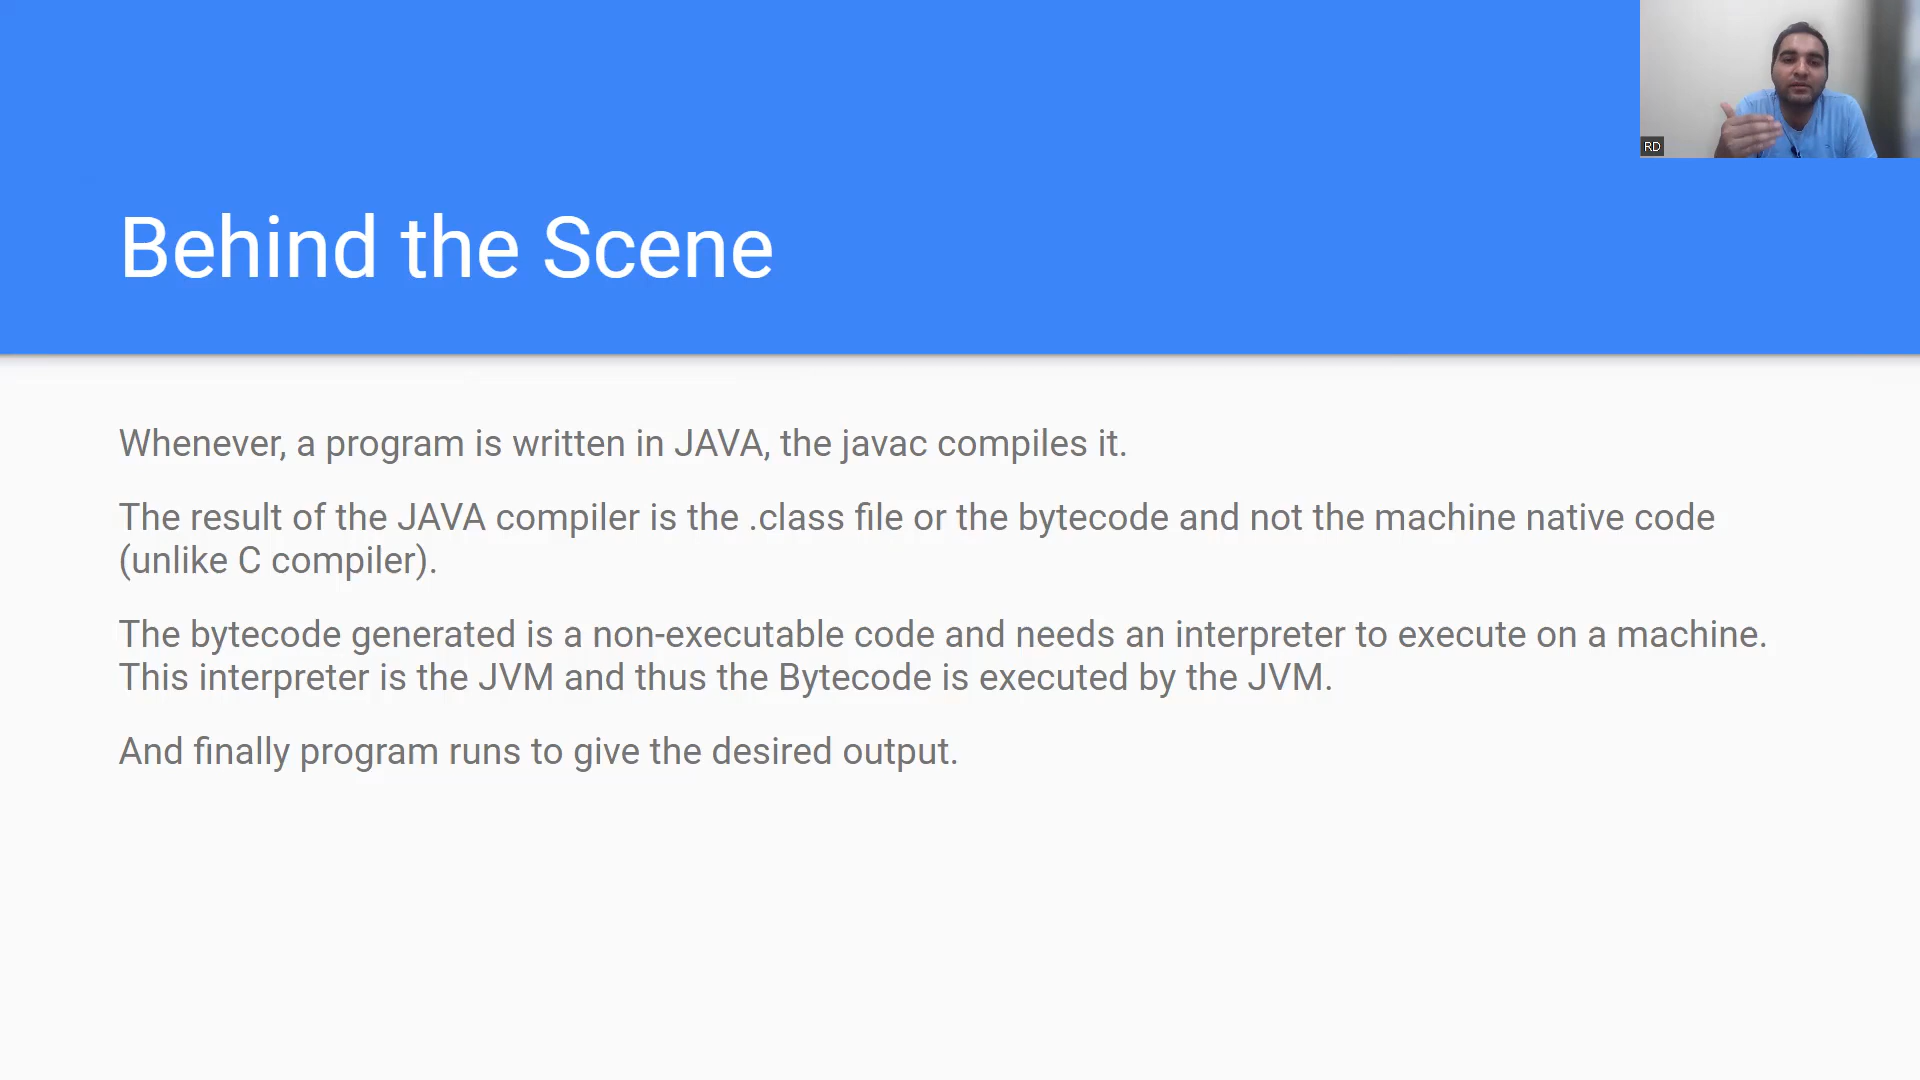 RD
Behind the Scene
Whenever, a program is written in JAVA, the javac compiles it.
The result of the JAVA compiler is the .class file or the bytecode and not the machine native code
(unlike C compiler).
The bytecode generated is a non-executable code and needs an interpreter to execute on a machine.
This interpreter is the JVM and thus the Bytecode is executed by the JVM.
And finally program runs to give the desired output.